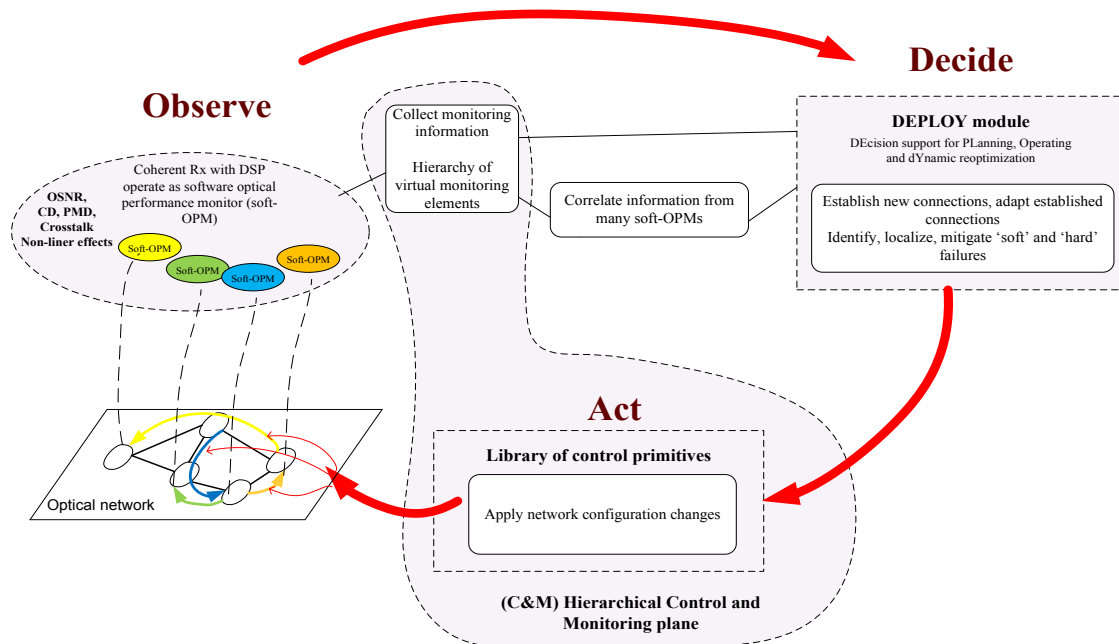 Observe
Decide
Collect monitoring
information
Hierarchy of
virtual monitoring
elements
DEPLOY module
DEcision support for PLanning, Operating
and dYnamic reoptimization
Coherent Rx with DSP
operate as software optical
performance monitor (soft-
OPM)
OSNR,
CD, PMD,
Crosstalk
Non-liner effects
Correlate information from
many soft-OPMs
Establish new connections, adapt established
connections
Identify, localize, mitigate ‘soft’ and ‘hard’
failures
Soft-OPM
Soft-OPM
Soft-OPM
Soft-OPM
Act
Library of control primitives
Apply network configuration changes
Optical network
(C&M) Hierarchical Control and
Monitoring plane